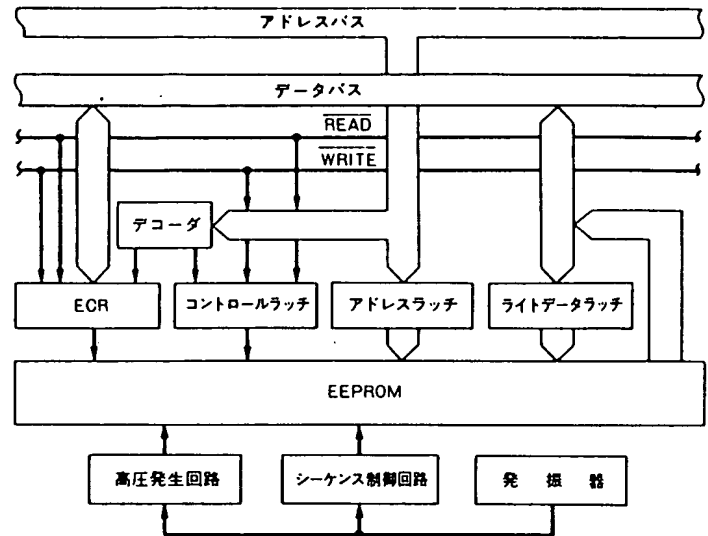 アドレスバス
データバス
READ
WRITE
デコーダ
ECR
コントロールラッチ
アドレスラッチ
ライトデータラッチ
EEPROM
高圧発生回路
シーケンス制御回路
発振器